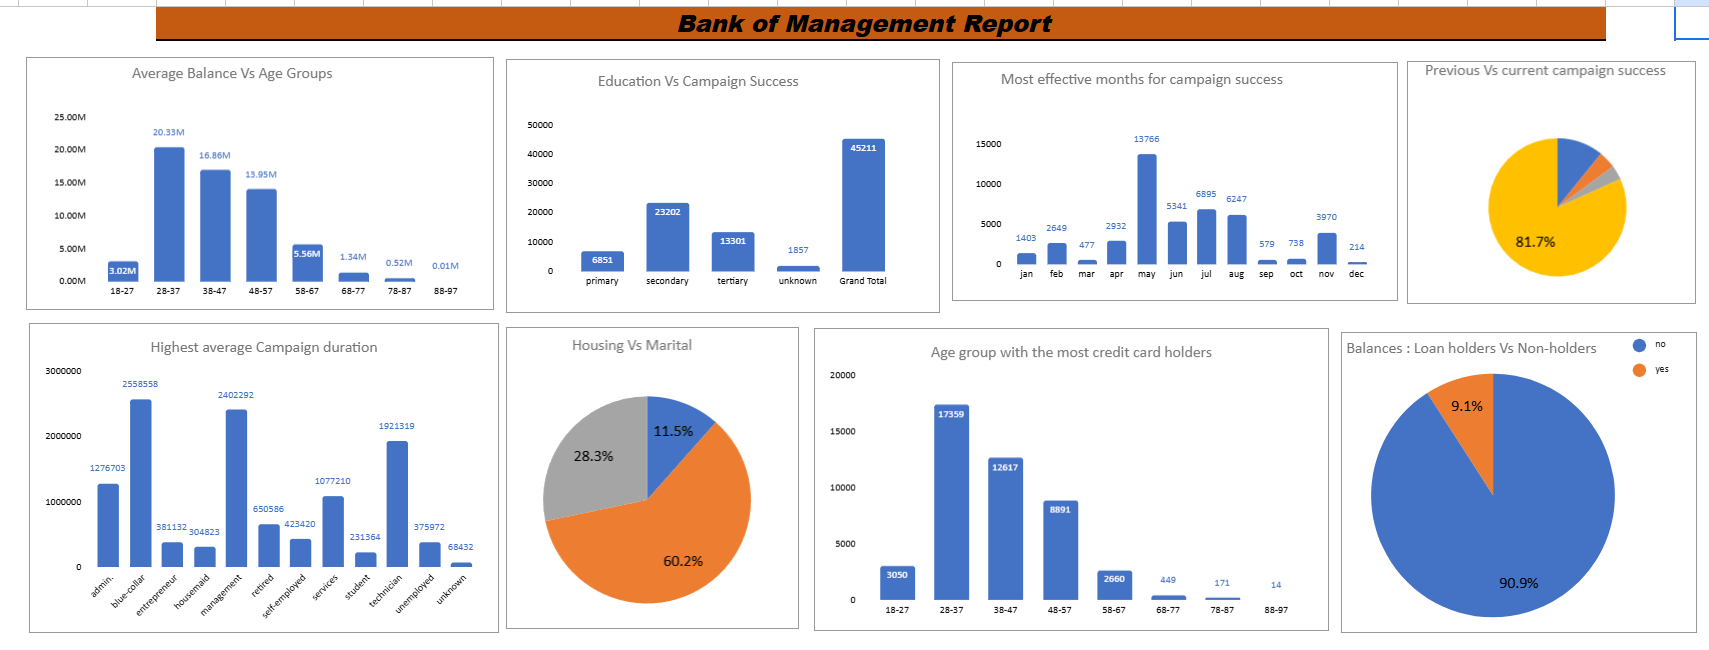 Bank of Management Report
Average Balance Vs Age Groups
25.00M
20.00M
15.00M
10.00M
5.00M
0.00M
3.02M
20.33M
16.86M
13.95M
5.56M
1.34M
0.52M
0.01M
18-27 28-37 38-47 48-57 58-67 68-77 78-87 88-97
Education Vs Campaign Success
50000
40000
30000
20000
10000
0
6851
23202
13301
1857
45211
primary secondary tertiary unknown Grand Total
Most effective months for campaign success
15000
10000
5000
0
1403
2649
477
2932
13766
5341
6895
6247
579
738
3970
214
jan feb mar apr may jun jul aug sep oct nov dec
Previous Vs current campaign success
81.7%
Highest average Campaign duration
3000000
2000000
1000000
0
1276703
2558558
381132
304823
2402292
650586
423420
1077210
231364
1921319
375972
68432
admin.
blue-collar
entrepreneur
housemaid
management
retired
self-employed
services
student
technician
unemployed
unknown
Housing Vs Marital
11.5%
28.3%
60.2%
Age group with the most credit card holders
20000
15000
10000
5000
0
3050
17359
12617
8891
2660
449
171
14
18-27 28-37 38-47 48-57 58-67 68-77 78-87 88-97
Balances : Loan holders Vs Non-holders
no
yes
9.1%
90.9%